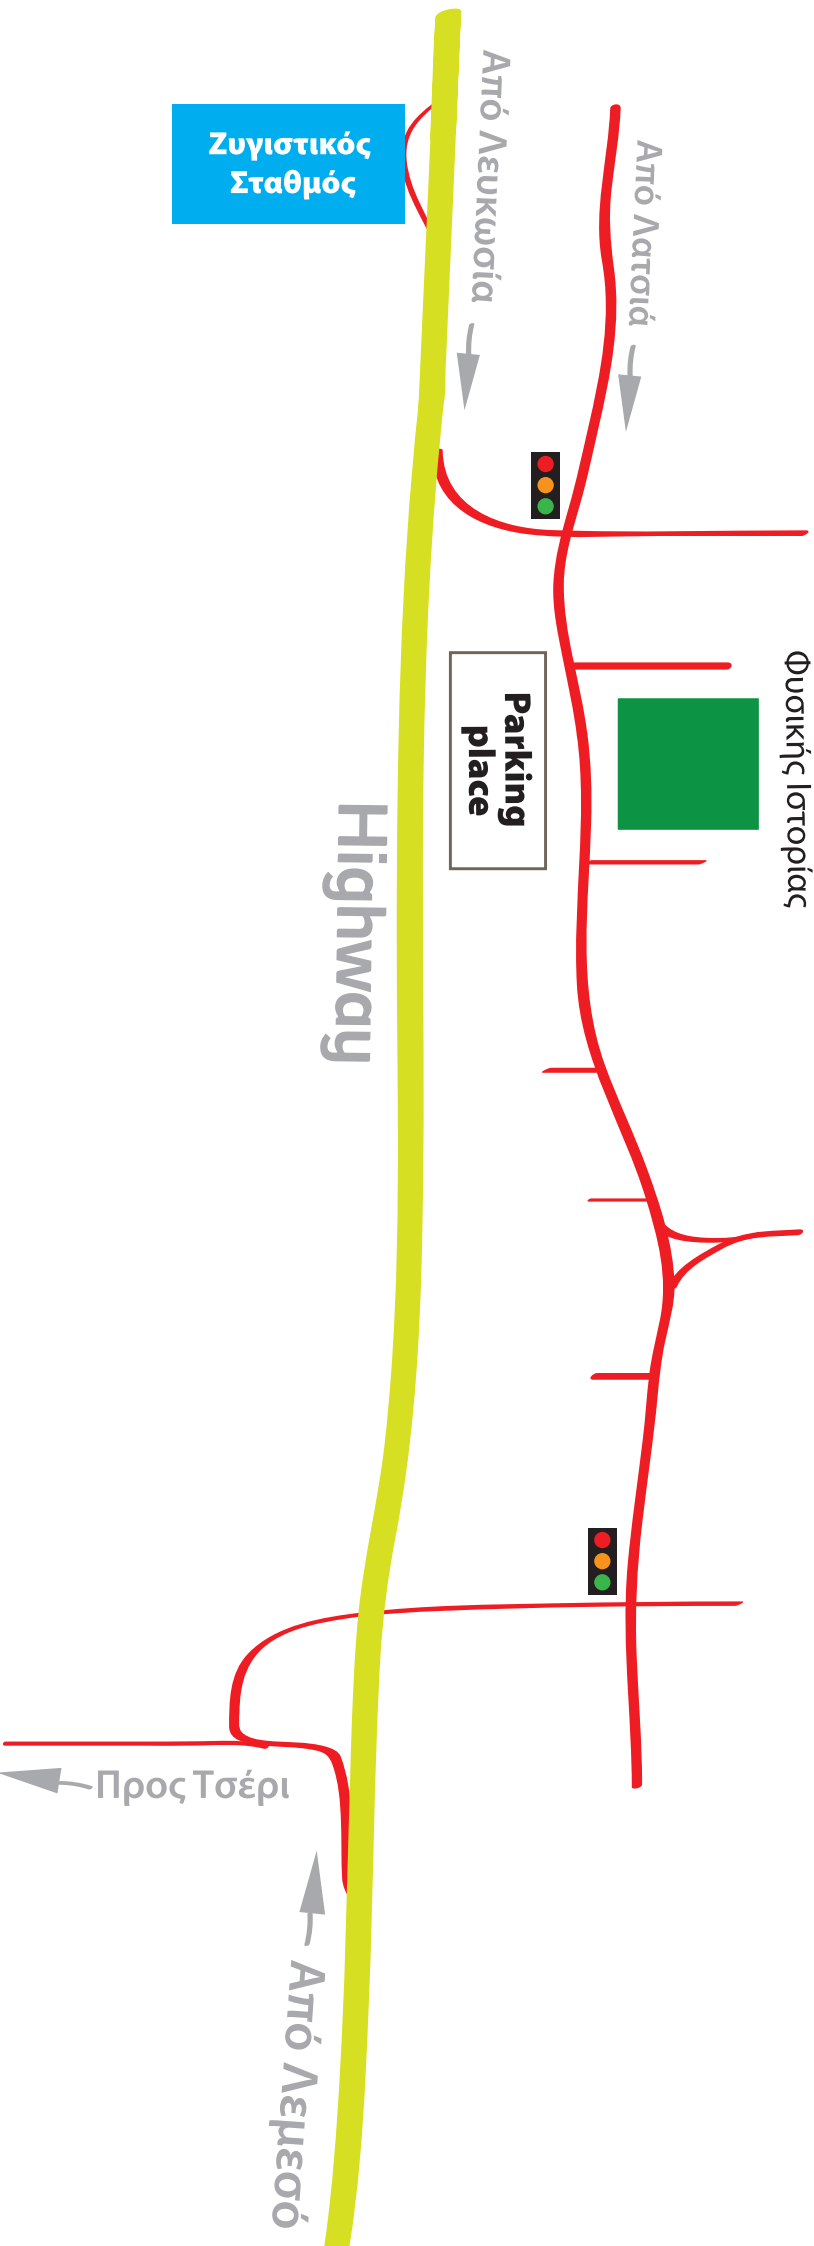 Ζυγιστικός
Σταθμός
Από Λευκωσία
Από Λατσιά
Φυσικής Ιστορίας
Parking
place
Highway
Προς Τσέρι
Από Λεμεσό